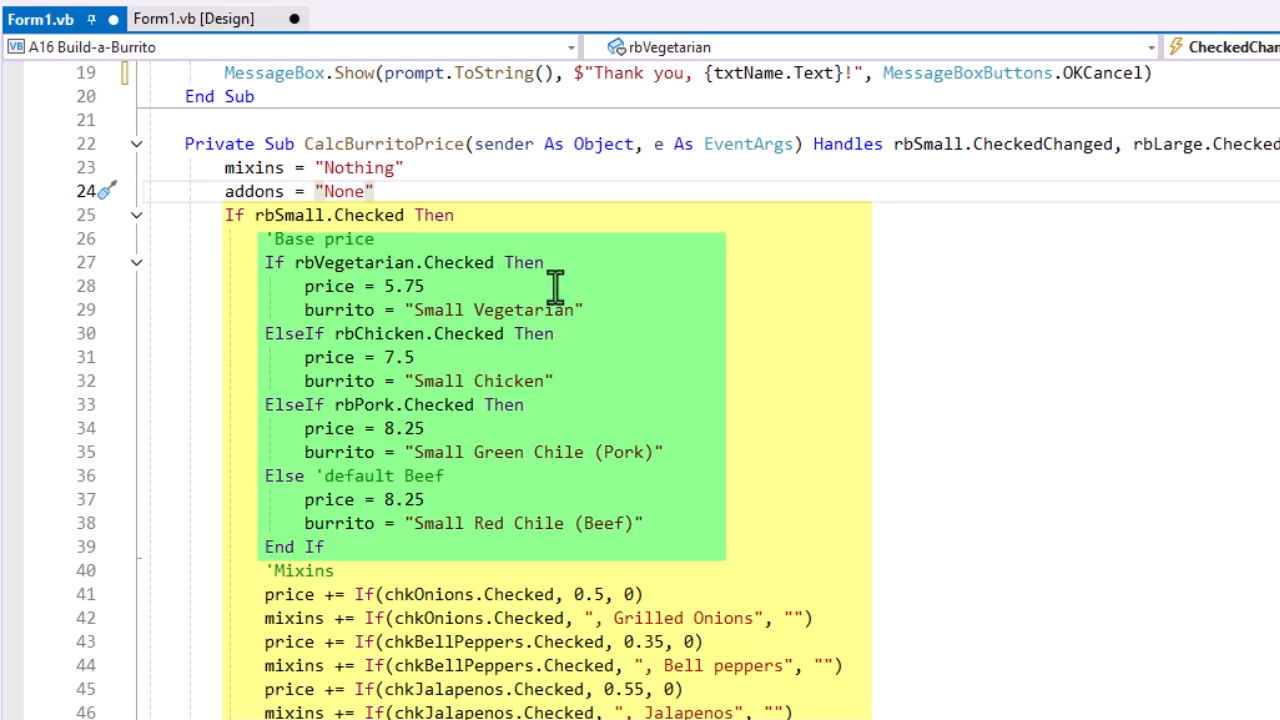 Form1.vb Form1.vb [Design]
VB A16 Build-a-Burrito rbVegetarian CheckedChan
19 MessageBox.Show(prompt.ToString(), $"Thank you, {txtName.Text}!", MessageBoxButtons.OKCancel)
20 End Sub
21
22 Private Sub CalcBurritoPrice(sender As Object, e As EventArgs) Handles rbSmall.CheckedChanged, rbLarge.Checked
23 mixins = "Nothing"
24 addons = "None"
25 If rbSmall.Checked Then
26 'Base price
27 If rbVegetarian.Checked Then
28 price = 5.75
29 burrito = "Small Vegetarian"
30 ElseIf rbChicken.Checked Then
31 price = 7.5
32 burrito = "Small Chicken"
33 ElseIf rbPork.Checked Then
34 price = 8.25
35 burrito = "Small Green Chile (Pork)"
36 Else 'default Beef
37 price = 8.25
38 burrito = "Small Red Chile (Beef)"
39 End If
40 'Mixins
41 price += If(chkOnions.Checked, 0.5, 0)
42 mixins += If(chkOnions.Checked, ", Grilled Onions", "")
43 price += If(chkBellPeppers.Checked, 0.35, 0)
44 mixins += If(chkBellPeppers.Checked, ", Bell peppers", "")
45 price += If(chkJalapenos.Checked, 0.55, 0)
46 mixins += If(chkJalapenos.Checked, ", Jalapenos", "")